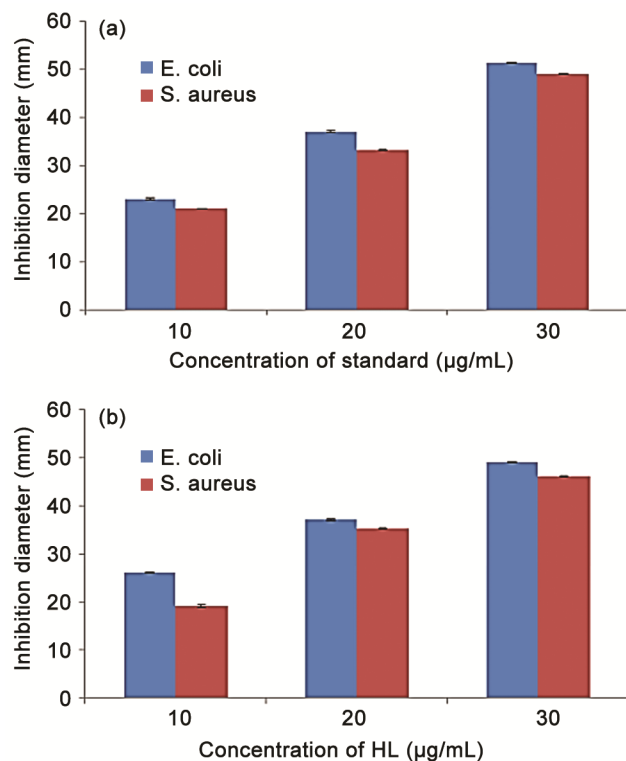 (a)
60
50
40
30
20
10
0
Inhibition diameter (mm)
E. coli
S. aureus
10 20 30
Concentration of standard (µg/mL)
(b)
60
50
40
30
20
10
0
Inhibition diameter (mm)
E. coli
S. aureus
10 20 30
Concentration of HL (µg/mL)